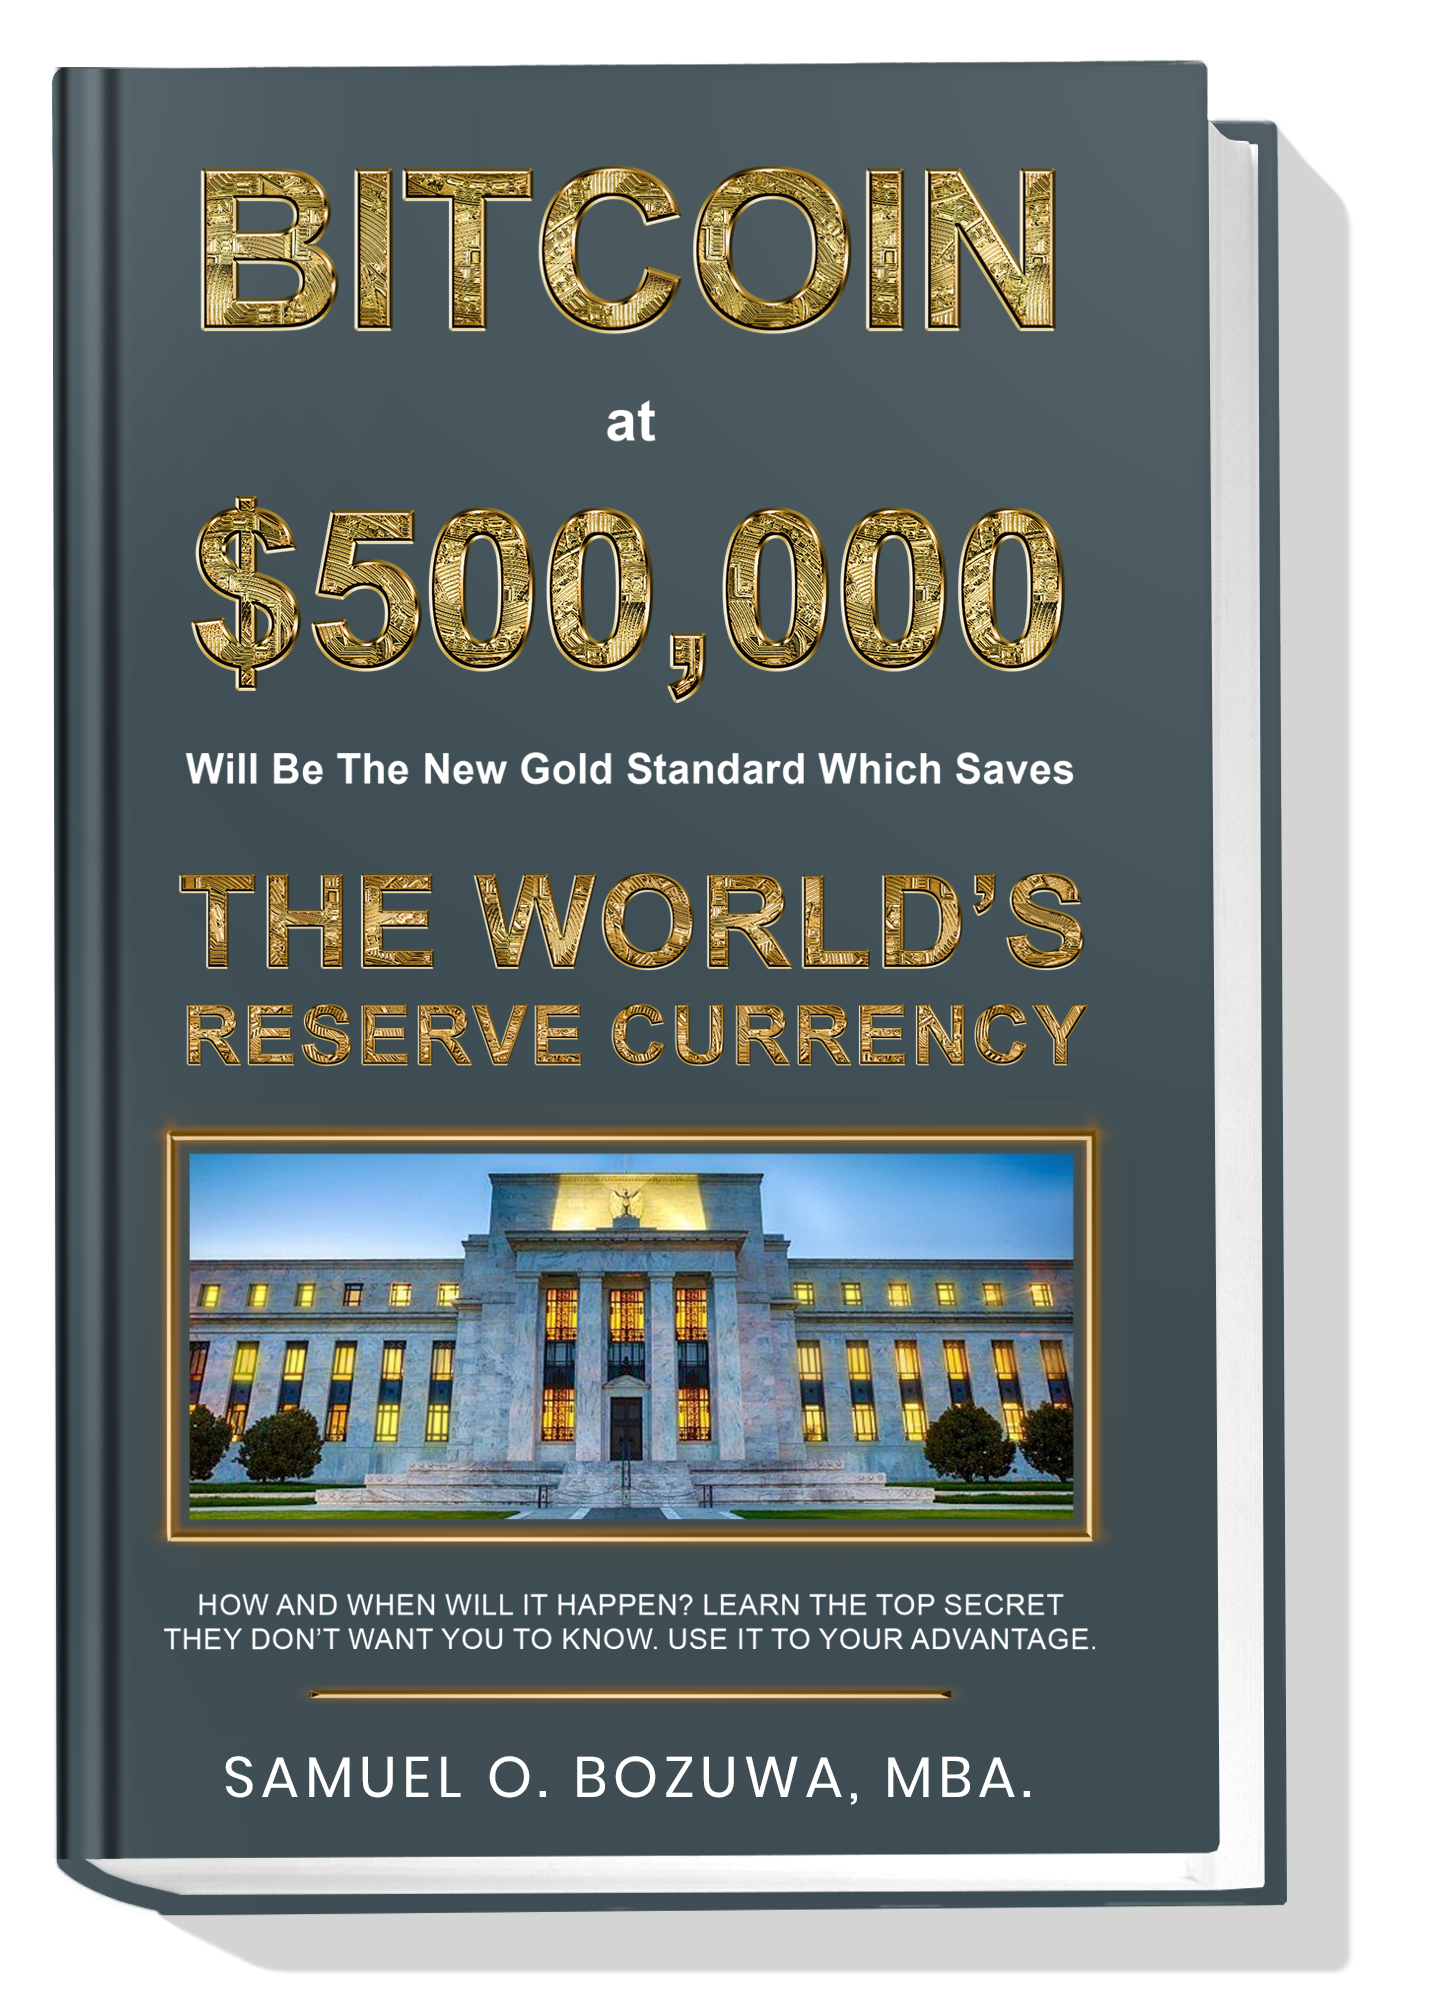 BITCOIN
at
$500,000
Will Be The New Gold Standard Which Saves
THE WORLD’S
RESERVE CURRENCY
HOW AND WHEN WILL IT HAPPEN? LEARN THE TOP SECRET
THEY DON’T WANT YOU TO KNOW. USE IT TO YOUR ADVANTAGE.
SAMUEL O. BOZUWA, MBA.